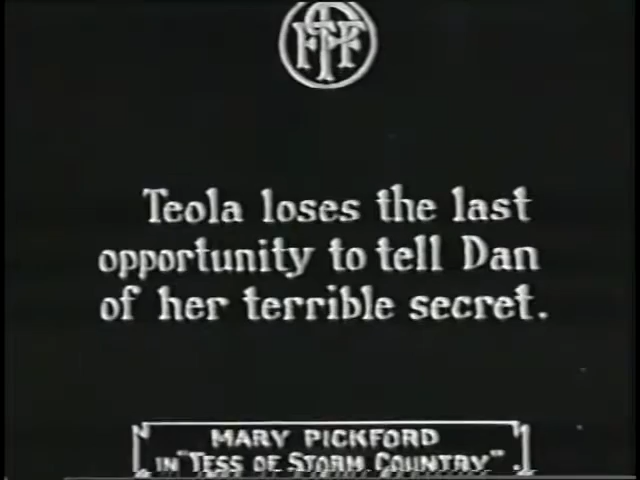 FPF
Teola loses the last
opportunity to tell Dan
of her terrible secret.
MARY PICKFORD
IN "TESS OF STORM COUNTRY".